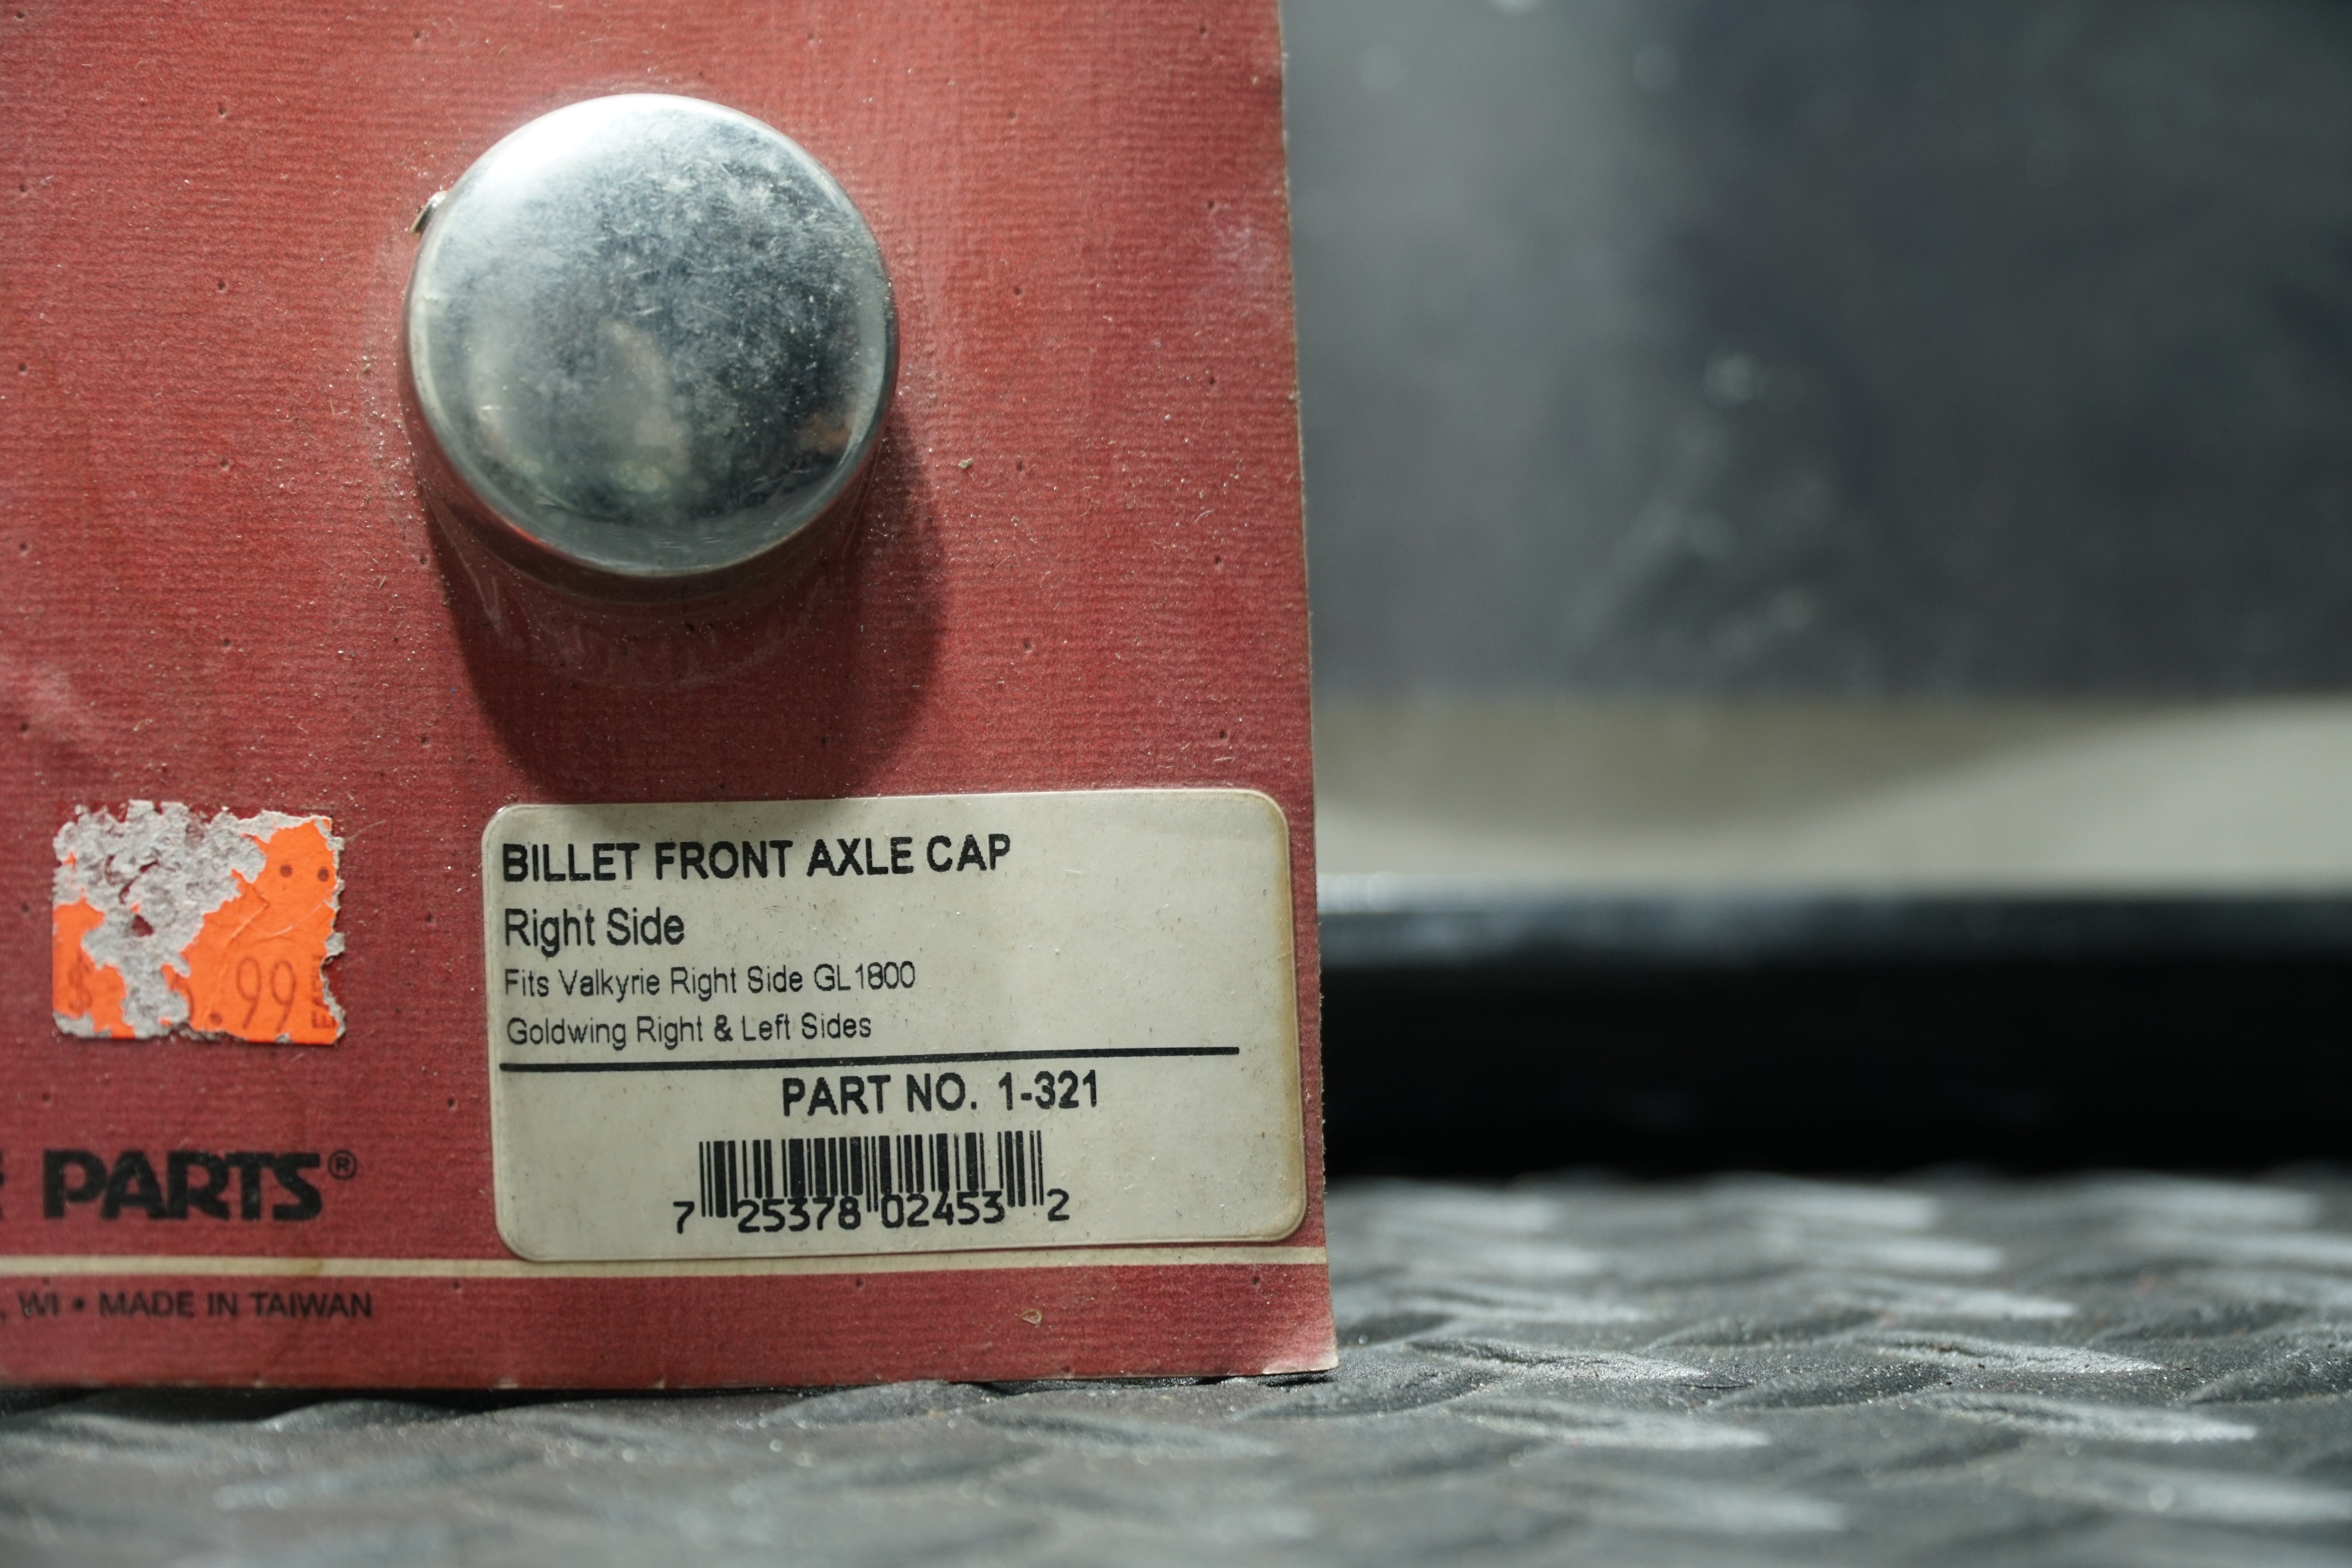 BILLET FRONT AXLE CAP
Right Side
Fits Valkyrie Right Side GL1800
Goldwing Right & Left Sides
PART NO. 1-321
7 25378 02453 2
$ .99
PARTS®
, WI • MADE IN TAIWAN